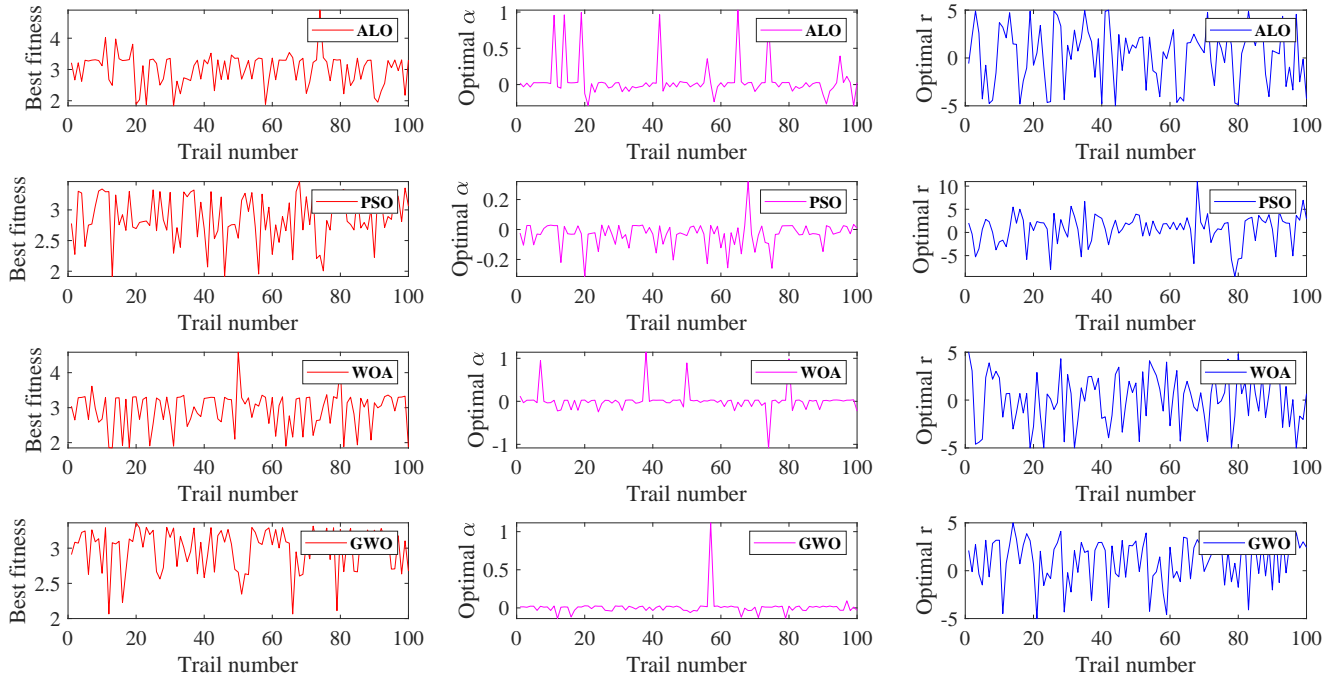 Best fitness
4
3
2
ALO
0 20 40 60 80 100
Trail number
Optimal α
1
0.5
0
ALO
0 20 40 60 80 100
Trail number
Optimal r
5
0
-5
ALO
0 20 40 60 80 100
Trail number
Best fitness
3
2.5
2
PSO
0 20 40 60 80 100
Trail number
Optimal α
0.2
0
-0.2
PSO
0 20 40 60 80 100
Trail number
Optimal r
10
5
0
-5
PSO
0 20 40 60 80 100
Trail number
Best fitness
4
3
2
WOA
0 20 40 60 80 100
Trail number
Optimal α
1
0
-1
WOA
0 20 40 60 80 100
Trail number
Optimal r
5
0
-5
WOA
0 20 40 60 80 100
Trail number
Best fitness
3
2.5
2
GWO
0 20 40 60 80 100
Trail number
Optimal α
1
0.5
0
GWO
0 20 40 60 80 100
Trail number
Optimal r
5
0
-5
GWO
0 20 40 60 80 100
Trail number